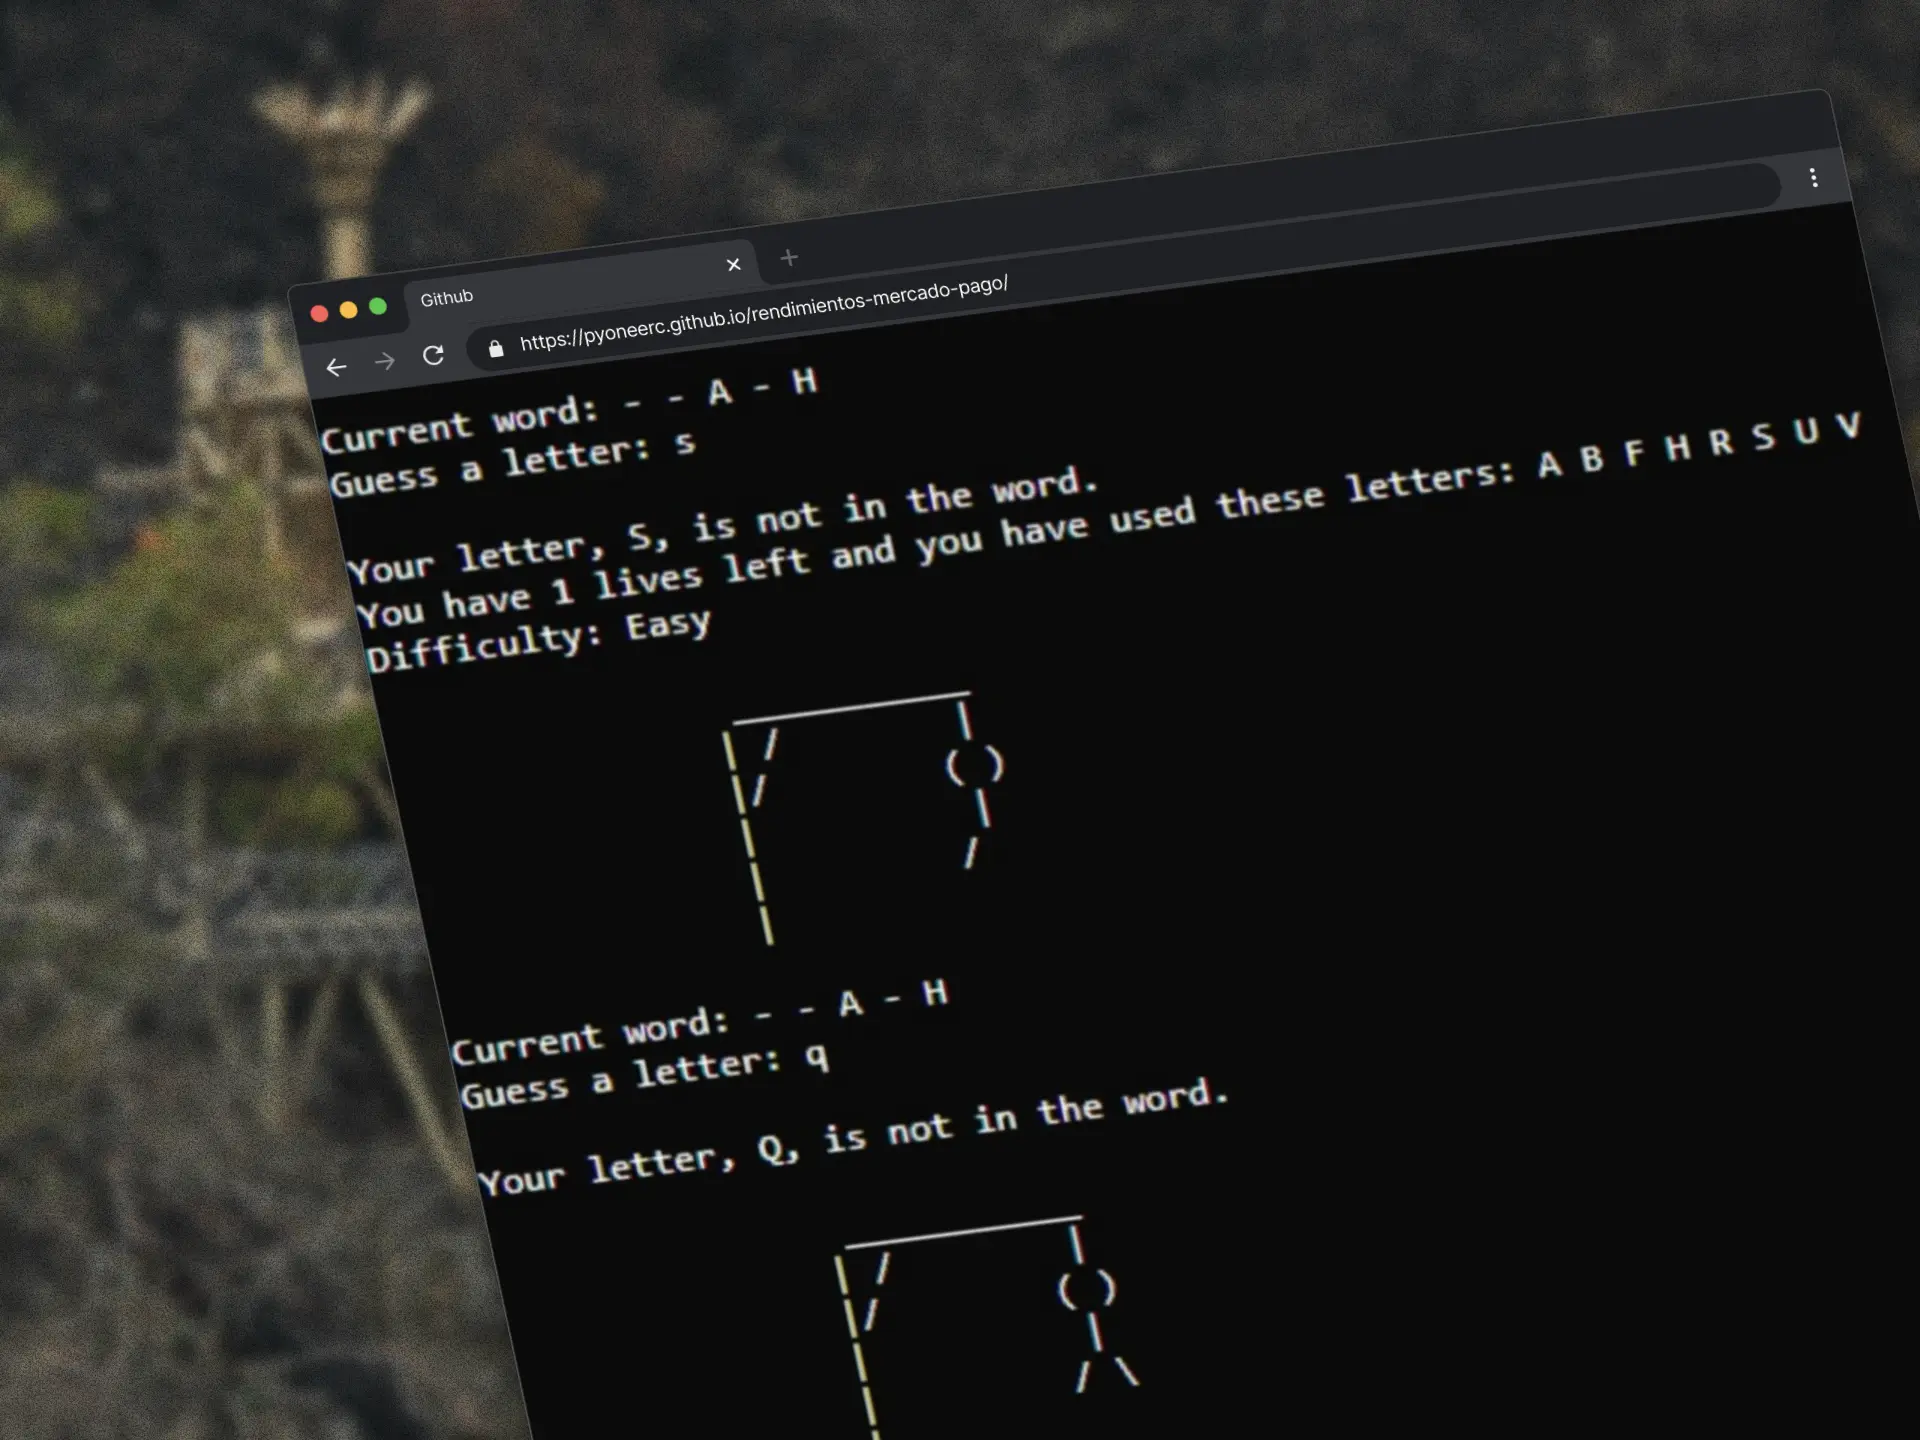 Github
https://pyoneerc.github.io/rendimientos-mercado-pago/
Current word: - - A - H
Guess a letter: s
Your letter, S, is not in the word.
You have 1 lives left and you have used these letters: A B F H R S U V
Difficulty: Easy
Current word: - - A - H
Guess a letter: q
Your letter, Q, is not in the word.